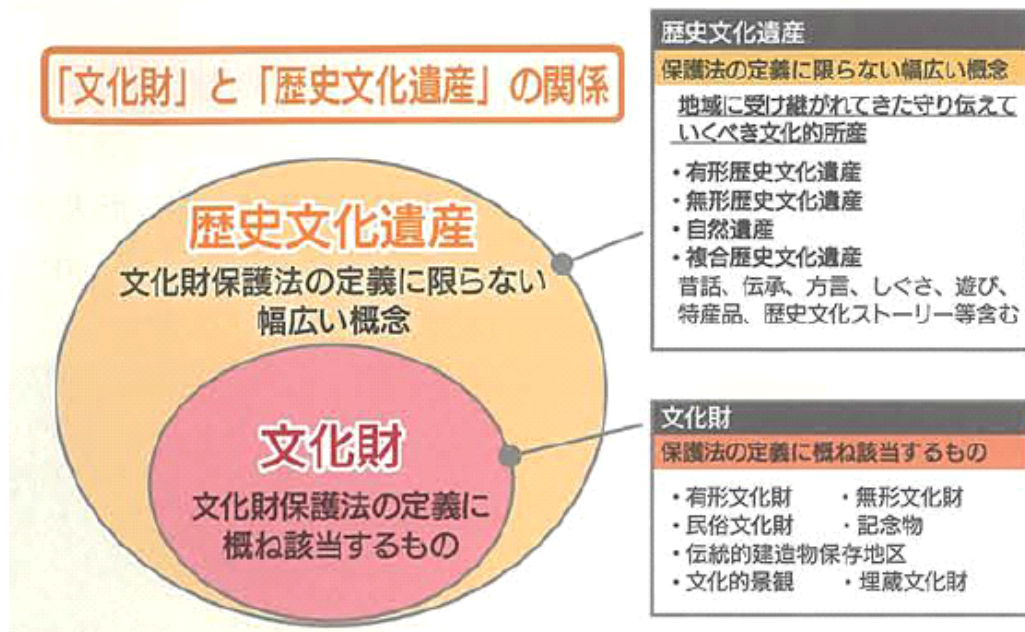 「文化財」と「歴史文化遺産」の関係
歴史文化遺産
文化財保護法の定義に限らない
幅広い概念
文化財
文化財保護法の定義に
概ね該当するもの
歴史文化遺産
保護法の定義に限らない幅広い概念
地域に受け継がれてきた守り伝えて
いくべき文化的所産
・有形歴史文化遺産
・無形歴史文化遺産
・自然遺産
・複合歴史文化遺産
昔話、伝承、方言、しぐさ、遊び、
特産品、歴史文化ストーリー等含む
文化財
保護法の定義に概ね該当するもの
・有形文化財 ・無形文化財
・民俗文化財 ・記念物
・伝統的建造物保存地区
・文化的景観 ・埋蔵文化財